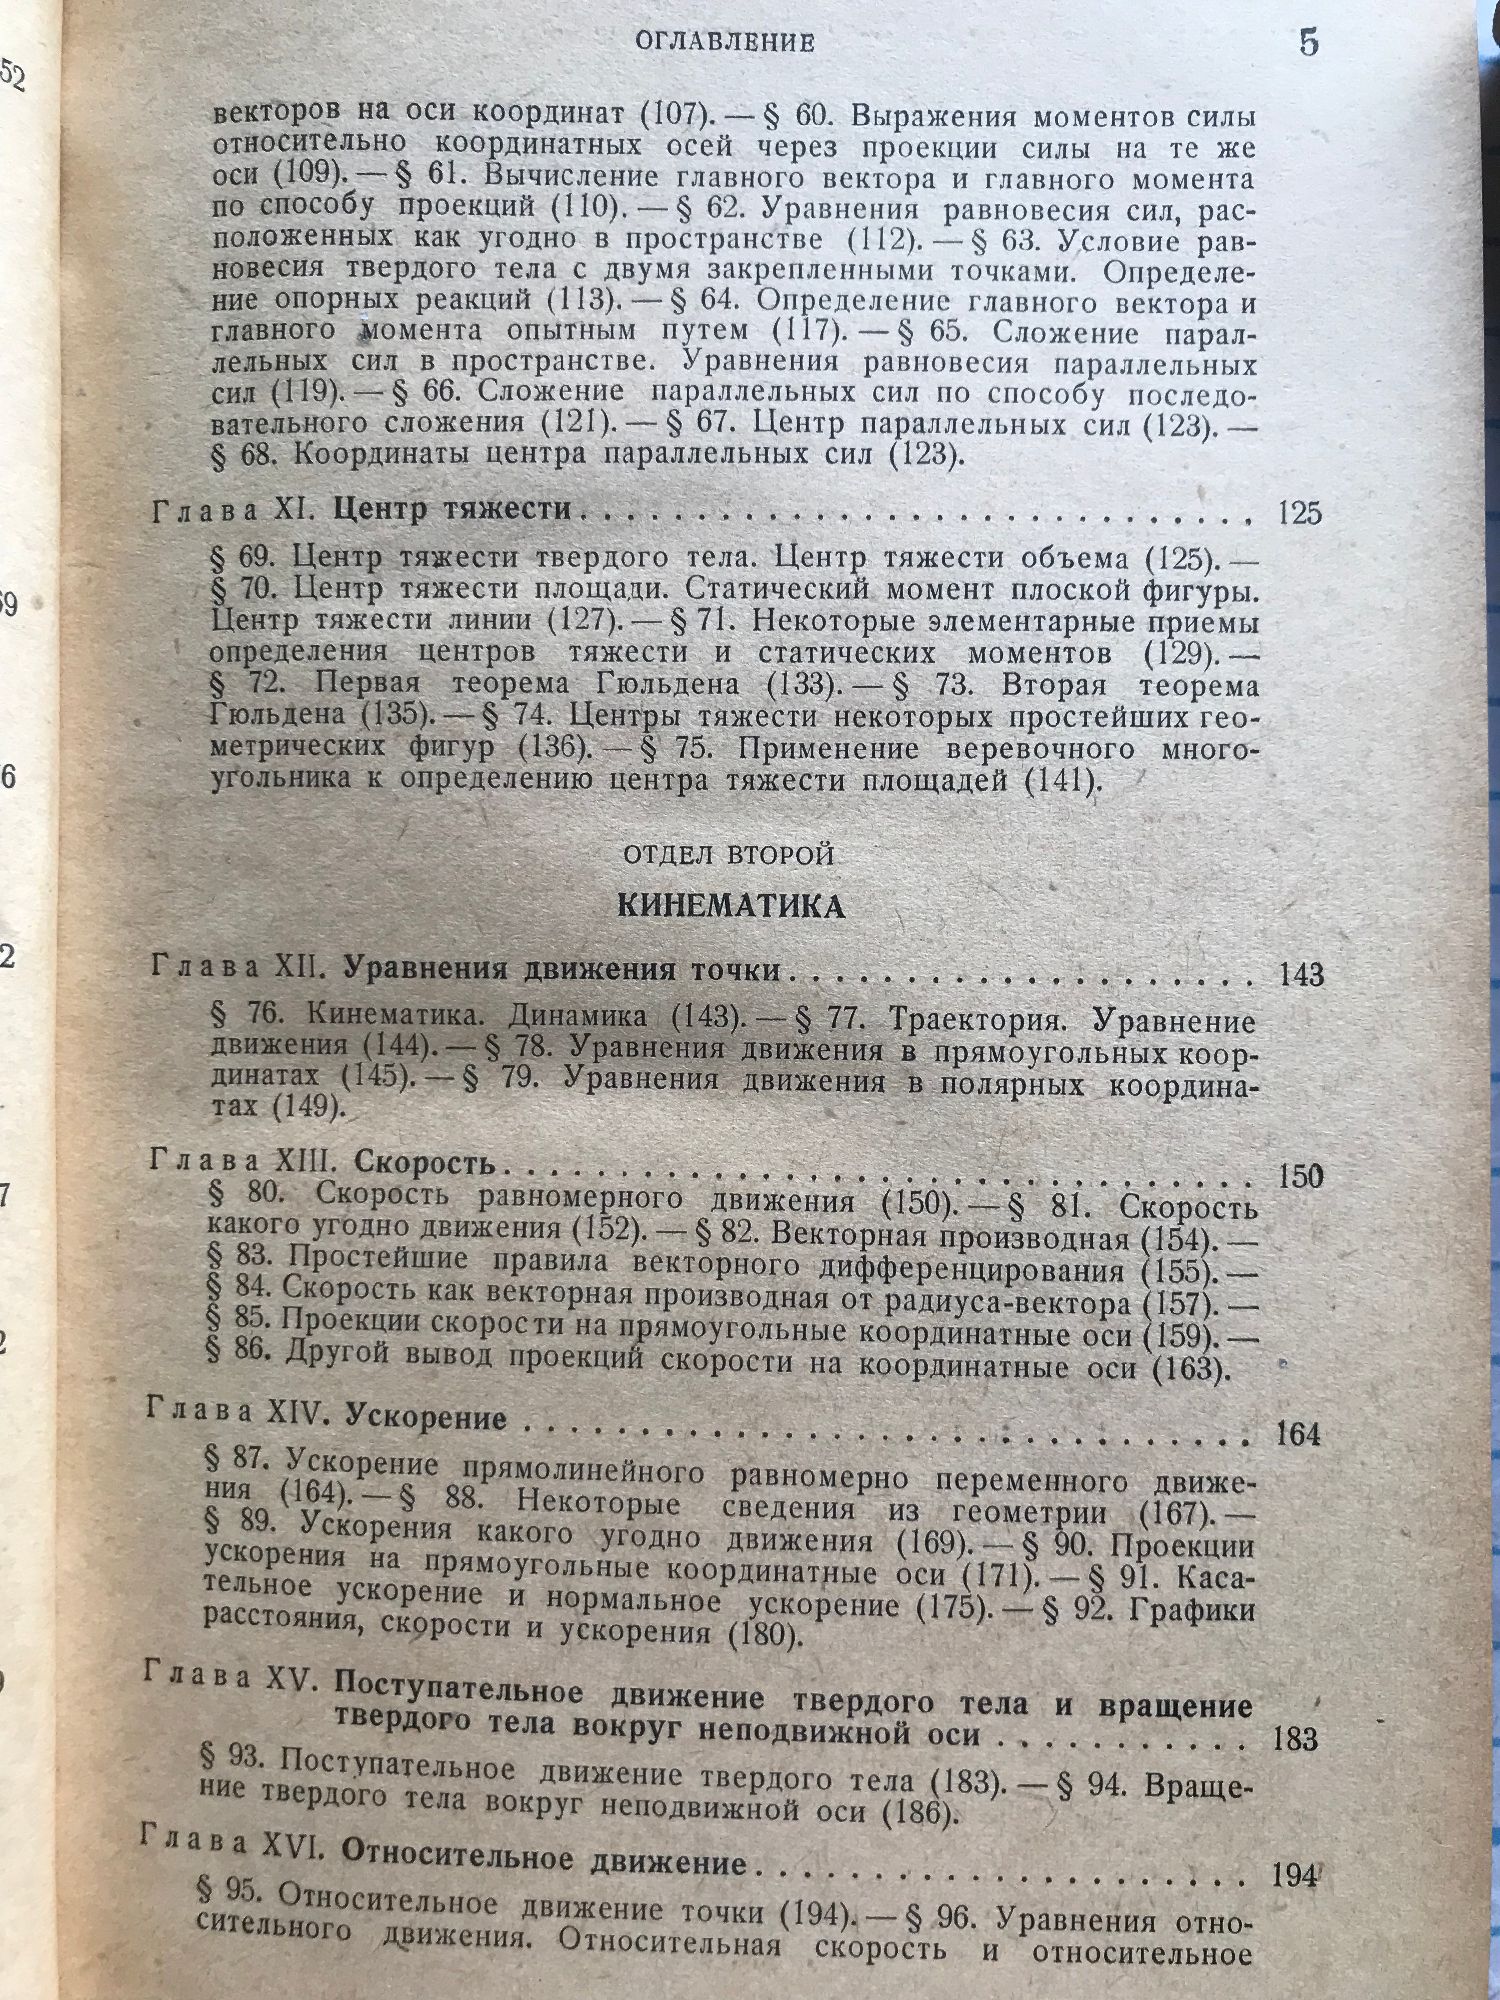 ОГЛАВЛЕНИЕ 5
векторов на оси координат (107). — § 60. Выражения моментов силы
относительно координатных осей через проекции силы на те же
оси (109). — § 61. Вычисление главного вектора и главного момента
по способу проекций (110). — § 62. Уравнения равновесия сил, рас-
положенных как угодно в пространстве (112). — § 63. Условие рав-
новесия твердого тела с двумя закрепленными точками. Определе-
ние опорных реакций (113). — § 64. Определение главного вектора и
главного момента опытным путем (117). — § 65. Сложение парал-
лельных сил в пространстве. Уравнения равновесия параллельных
сил (119). — § 66. Сложение параллельных сил по способу последо-
вательного сложения (121). — § 67. Центр параллельных сил (123). —
§ 68. Координаты центра параллельных сил (123).
Глава XI. Центр тяжести . . . . . . . . . . . . . . . . . . . . . . . . . . . . 125
§ 69. Центр тяжести твердого тела. Центр тяжести объема (125). —
§ 70. Центр тяжести площади. Статический момент плоской фигуры.
Центр тяжести линии (127). — § 71. Некоторые элементарные приемы
определения центров тяжести и статических моментов (129). —
§ 72. Первая теорема Гюльдена (133). — § 73. Вторая теорема
Гюльдена (135). — § 74. Центры тяжести некоторых простейших гео-
метрических фигур (136). — § 75. Применение веревочного много-
угольника к определению центра тяжести площадей (141).
ОТДЕЛ ВТОРОЙ
КИНЕМАТИКА
Глава XII. Уравнения движения точки . . . . . . . . . . . . . . . . . . . 143
§ 76. Кинематика. Динамика (143). — § 77. Траектория. Уравнение
движения (144). — § 78. Уравнения движения в прямоугольных коор-
динатах (145). — § 79. Уравнения движения в полярных координа-
тах (149).
Глава XIII. Скорость . . . . . . . . . . . . . . . . . . . . . . . . . . . . . 150
§ 80. Скорость равномерного движения (150). — § 81. Скорость
какого угодно движения (152). — § 82. Векторная производная (154). —
§ 83. Простейшие правила векторного дифференцирования (155). —
§ 84. Скорость как векторная производная от радиуса-вектора (157). —
§ 85. Проекции скорости на прямоугольные координатные оси (159). —
§ 86. Другой вывод проекций скорости на координатные оси (163).
Глава XIV. Ускорение . . . . . . . . . . . . . . . . . . . . . . . . . . . . 164
§ 87. Ускорение прямолинейного равномерно переменного движе-
ния (164). — § 88. Некоторые сведения из геометрии (167). —
§ 89. Ускорения какого угодно движения (169). — § 90. Проекции
ускорения на прямоугольные координатные оси (171). — § 91. Каса-
тельное ускорение и нормальное ускорение (175). — § 92. Графики
расстояния, скорости и ускорения (180).
Глава XV. Поступательное движение твердого тела и вращение
твердого тела вокруг неподвижной оси . . . . . . . . . . . 183
§ 93. Поступательное движение твердого тела (183). — § 94. Враще-
ние твердого тела вокруг неподвижной оси (186).
Глава XVI. Относительное движение . . . . . . . . . . . . . . . . . . . . 194
§ 95. Относительное движение точки (194). — § 96. Уравнения отно-
сительного движения. Относительная скорость и относительное